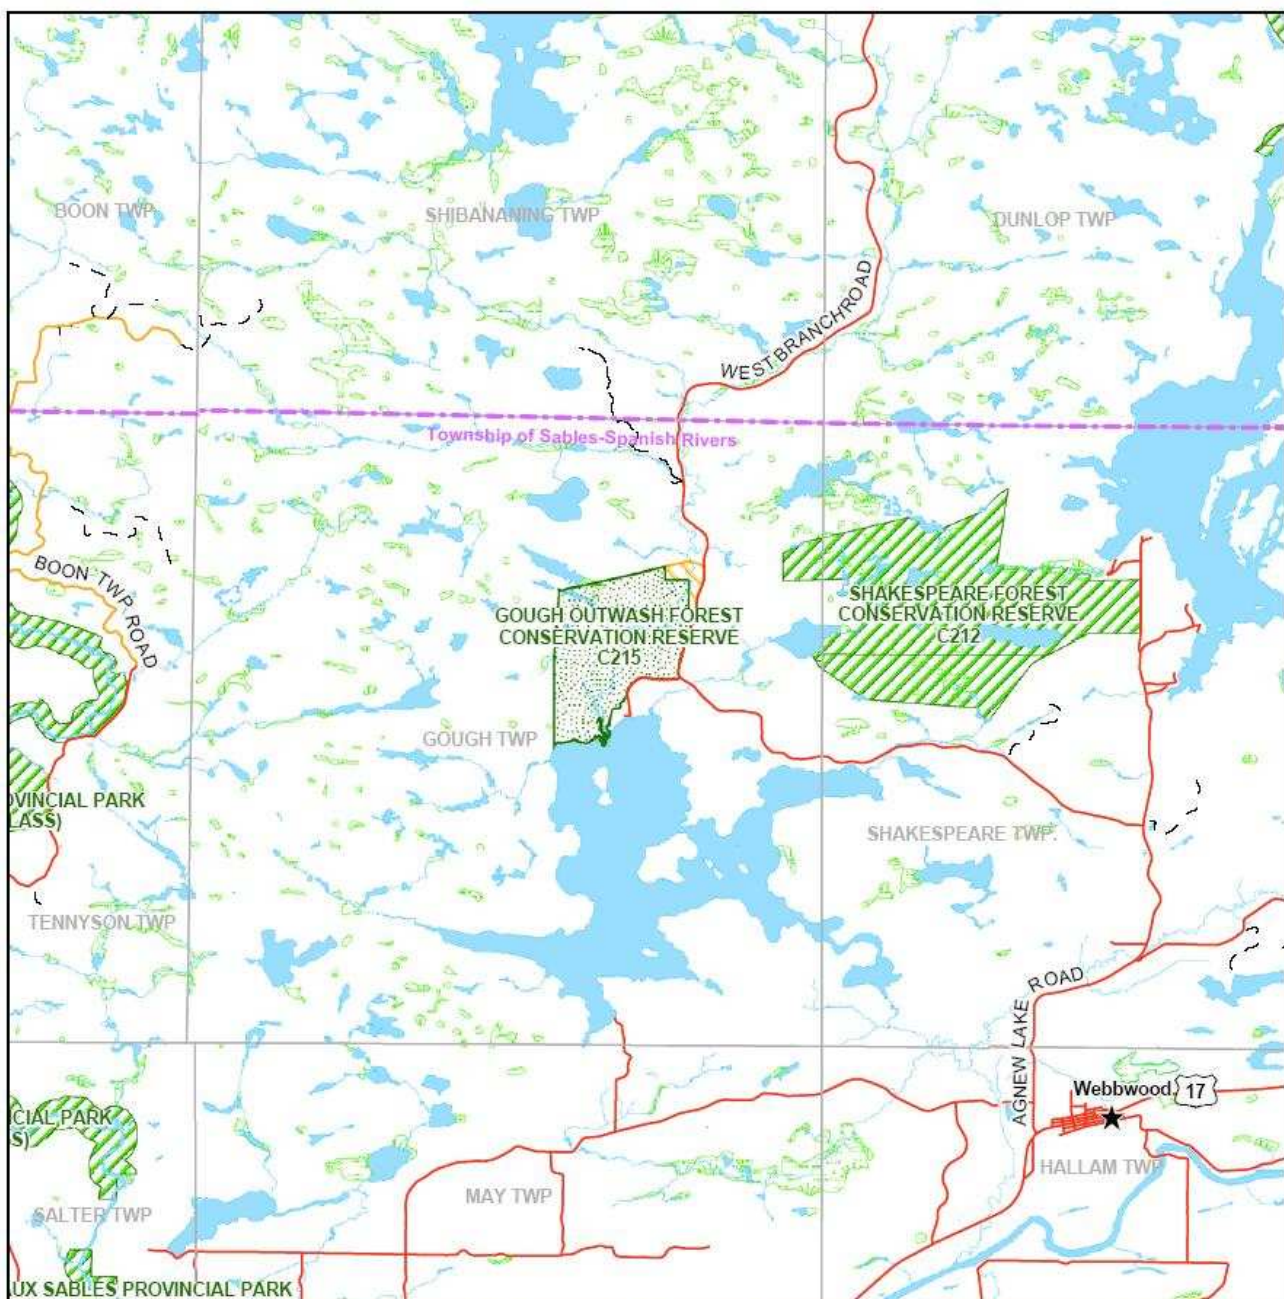 BOON TWP
SHIBANANING TWP
DUNLOP TWP
WEST BRANCH ROAD
Township of Sables-Spanish Rivers
BOON TWP ROAD
GOUGH OUTWASH FOREST
CONSERVATION RESERVE
C215
SHAKESPEARE FOREST
CONSERVATION RESERVE
C212
GOUGH TWP
OVINCIAL PARK
LASS)
SHAKESPEARE TWP.
TENNYSON TWP
AGNEW LAKE ROAD
Webbwood
17
NCIAL PARK
S)
HALLAM TWP
MAY TWP
SALTER TWP
UX SABLES PROVINCIAL PARK